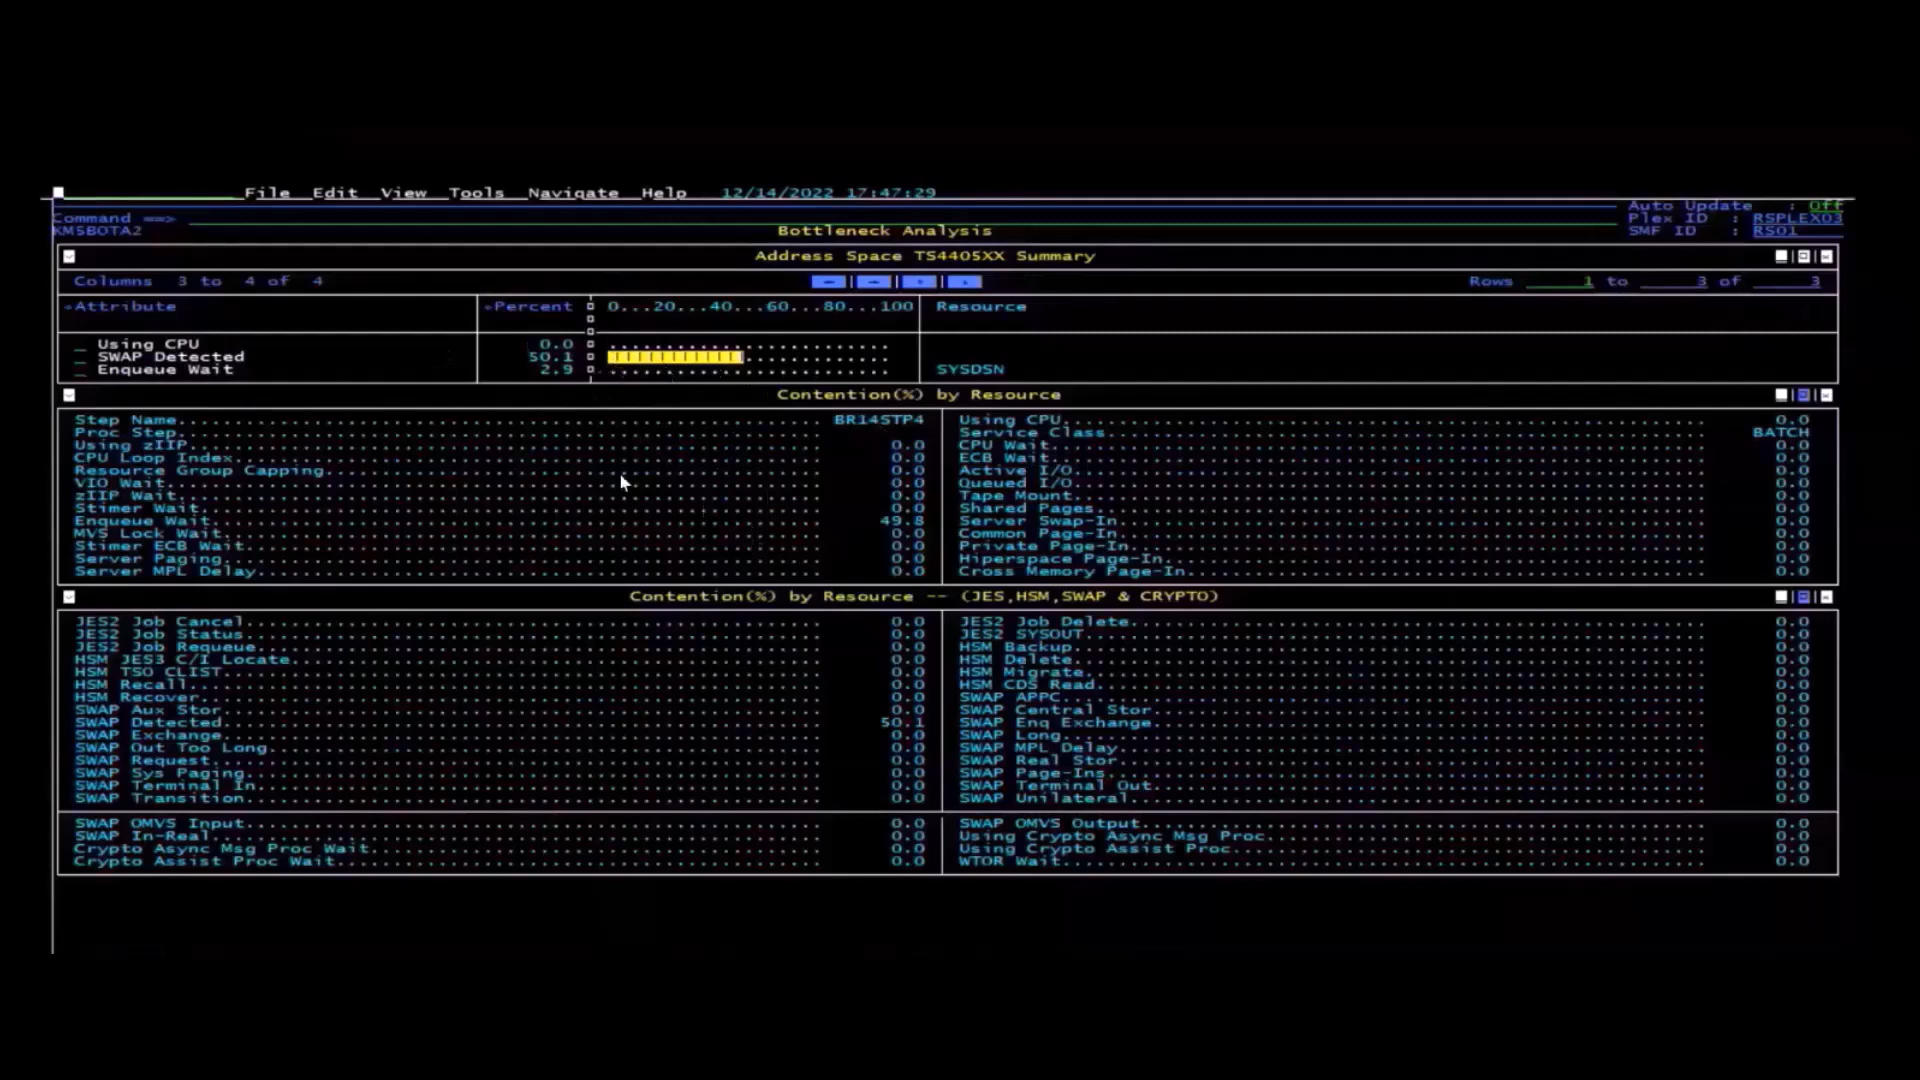 File Edit View Tools Navigate Help 12/14/2022 17:47:29
Auto Update : Off
Command ==> Plex ID : RSPLEX03
KM5BOTA2 Bottleneck Analysis SMF ID : RS01
Address Space TS4405XX Summary
Columns 3 to 4 of 4 Rows 1 to 3 of 3
Attribute Percent 0...20...40...60...80...100 Resource
_ Using CPU 0.0
_ SWAP Detected 50.1
_ Enqueue Wait 2.9 SYSDSN
Contention(%) by Resource
Step Name BR14STP4 Using CPU 0.0
Proc Step Service Class BATCH
Using zIIP 0.0 CPU Wait 0.0
CPU Loop Index 0.0 ECB Wait 0.0
Resource Group Capping 0.0 Active I/O 0.0
VIO Wait 0.0 Queued I/O 0.0
zIIP Wait 0.0 Tape Mount 0.0
Stimer Wait 0.0 Shared Pages 0.0
Enqueue Wait 49.8 Server Swap-In 0.0
MVS Lock Wait 0.0 Common Page-In 0.0
Stimer ECB Wait 0.0 Private Page-In 0.0
Server Paging 0.0 Hiperspace Page-In 0.0
Server MPL Delay 0.0 Cross Memory Page-In 0.0
Contention(%) by Resource -- (JES,HSM,SWAP & CRYPTO)
JES2 Job Cancel 0.0 JES2 Job Delete 0.0
JES2 Job Status 0.0 JES2 SYSOUT 0.0
JES2 Job Requeue 0.0 HSM Backup 0.0
HSM JES3 C/I Locate 0.0 HSM Delete 0.0
HSM TSO CLIST 0.0 HSM Migrate 0.0
HSM Recall 0.0 HSM CDS Read 0.0
HSM Recover 0.0 SWAP APPC 0.0
SWAP Aux Stor 0.0 SWAP Central Stor 0.0
SWAP Detected 50.1 SWAP Enq Exchange 0.0
SWAP Exchange 0.0 SWAP Long 0.0
SWAP Out Too Long 0.0 SWAP MPL Delay 0.0
SWAP Request 0.0 SWAP Real Stor 0.0
SWAP Sys Paging 0.0 SWAP Page-Ins 0.0
SWAP Terminal In 0.0 SWAP Terminal Out 0.0
SWAP Transition 0.0 SWAP Unilateral 0.0
SWAP OMVS Input 0.0 SWAP OMVS Output 0.0
SWAP In-Real 0.0 Using Crypto Async Msg Proc 0.0
Crypto Async Msg Proc Wait 0.0 Using Crypto Assist Proc 0.0
Crypto Assist Proc Wait 0.0 WTOR Wait 0.0